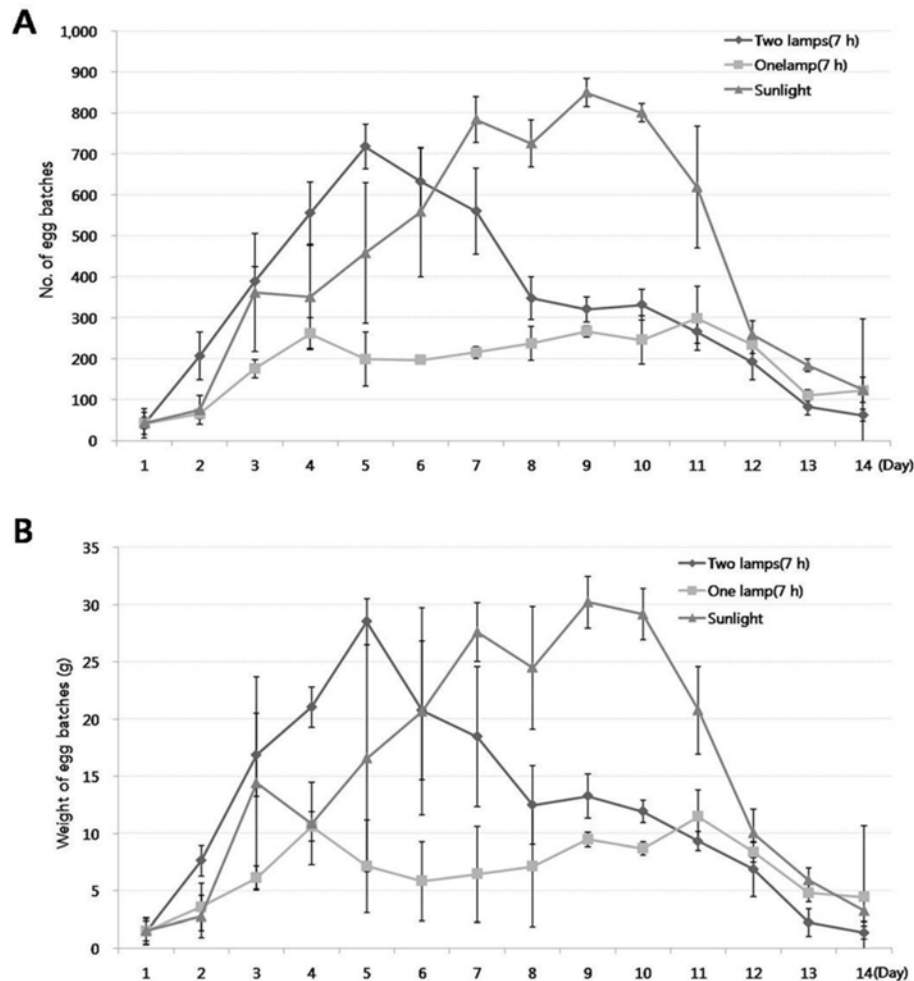 A
1,000
900
800
700
600
500
400
300
200
100
0
No. of egg batches
Two lamps(7 h)
Onelamp(7 h)
Sunlight
1 2 3 4 5 6 7 8 9 10 11 12 13 14 (Day)
B
35
30
25
20
15
10
5
0
Weight of egg batches (g)
Two lamps(7 h)
One lamp(7 h)
Sunlight
1 2 3 4 5 6 7 8 9 10 11 12 13 14(Day)